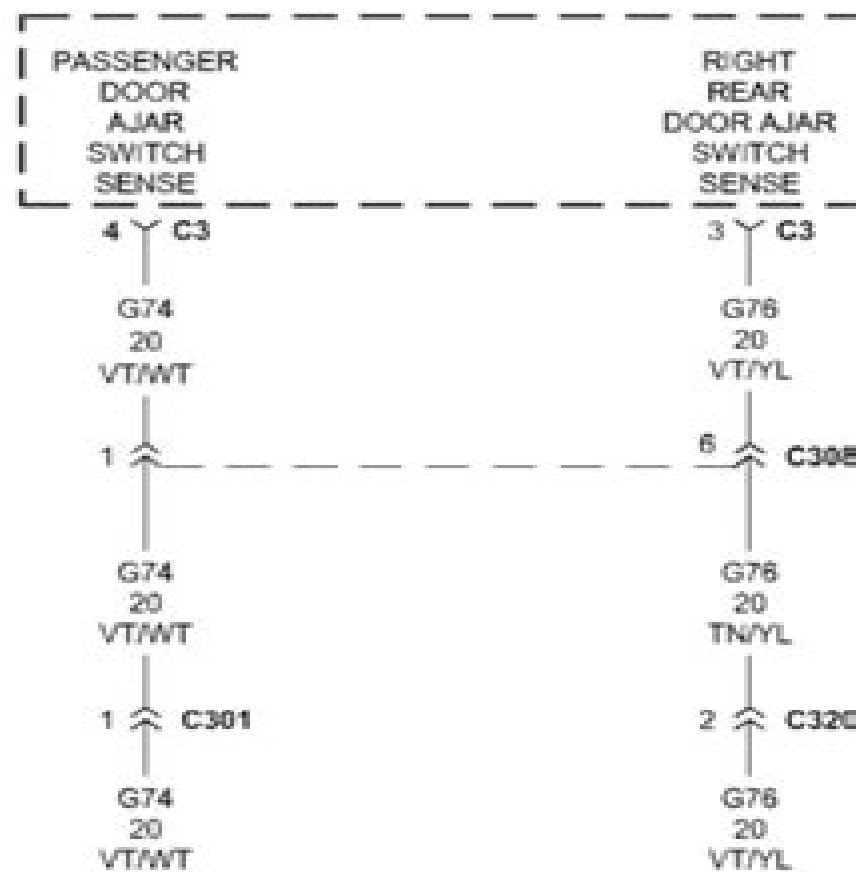 PASSENGER
DOOR
AJAR
SWITCH
SENSE
RIGHT
REAR
DOOR AJAR
SWITCH
SENSE
4 C3
3 C3
G74
20
VT/WT
G76
20
VT/YL
1
6
G74
20
VT/WT
G76
20
TN/YL
1 C301
2
G74
20
VT/WT
G76
20
VT/YL